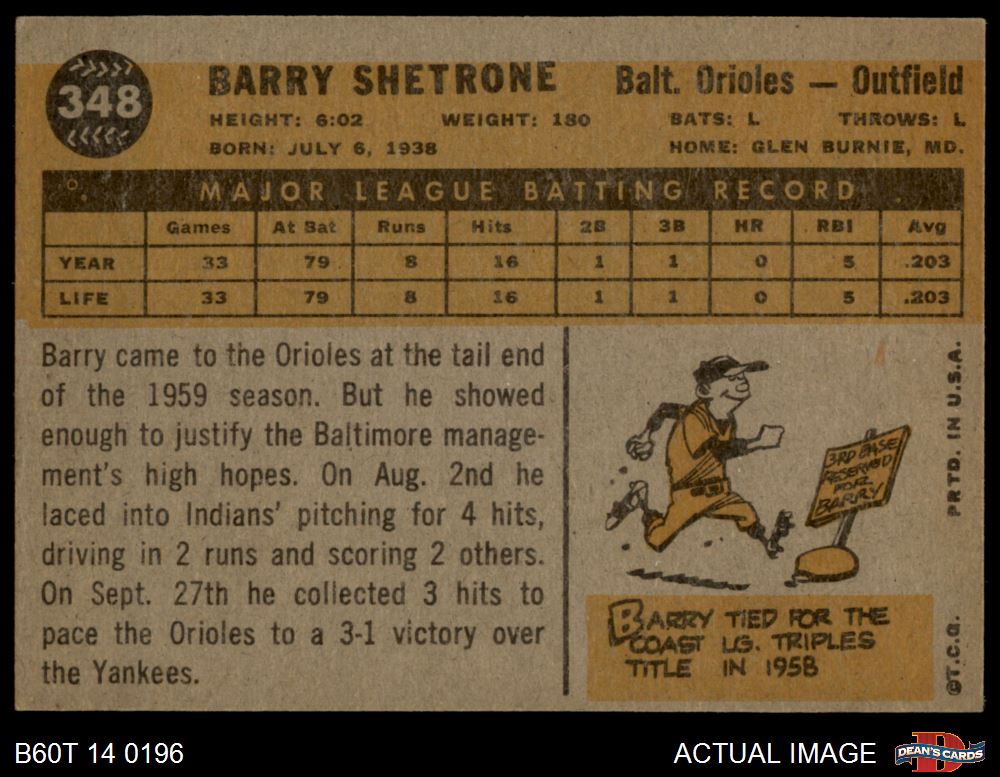 348
BARRY SHETRONE Balt. Orioles — Outfield
HEIGHT: 6:02 WEIGHT: 180 BATS: L THROWS: L
BORN: JULY 6, 1938 HOME: GLEN BURNIE, MD.
MAJOR LEAGUE BATTING RECORD
Games At Bat Runs Hits 2B 3B HR RBI Avg
YEAR 33 79 8 16 1 1 0 5 .203
LIFE 33 79 8 16 1 1 0 5 .203
Barry came to the Orioles at the tail end
of the 1959 season. But he showed
enough to justify the Baltimore manage-
ment's high hopes. On Aug. 2nd he
laced into Indians' pitching for 4 hits,
driving in 2 runs and scoring 2 others.
On Sept. 27th he collected 3 hits to
pace the Orioles to a 3-1 victory over
the Yankees.
3RD BASE
RESERVED
FOR
BARRY
BARRY TIED FOR THE
COAST LG. TRIPLES
TITLE IN 1958
PRTD. IN U.S.A.
©T.C.G.
B60T 14 0196
ACTUAL IMAGE
D
DEAN'S CARDS